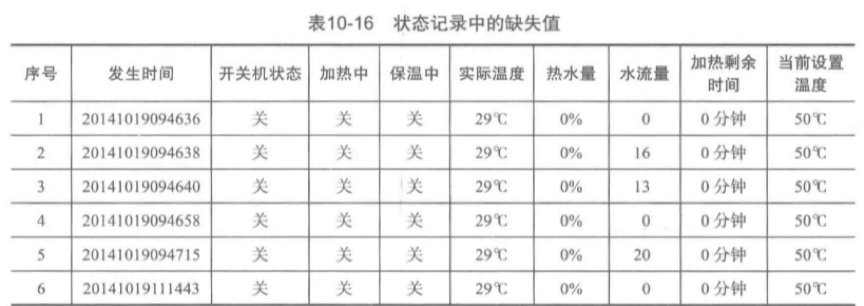 表10-16 状态记录中的缺失值
序号 发生时间 开关机状态 加热中 保温中 实际温度 热水量 水流量 加热剩余时间 当前设置温度
1 20141019094636 关 关 关 29℃ 0% 0 0分钟 50℃
2 20141019094638 关 关 关 29℃ 0% 16 0分钟 50℃
3 20141019094640 关 关 关 29℃ 0% 13 0分钟 50℃
4 20141019094658 关 关 关 29℃ 0% 0 0分钟 50℃
5 20141019094715 关 关 关 29℃ 0% 20 0分钟 50℃
6 20141019111443 关 关 关 29℃ 0% 0 0分钟 50℃